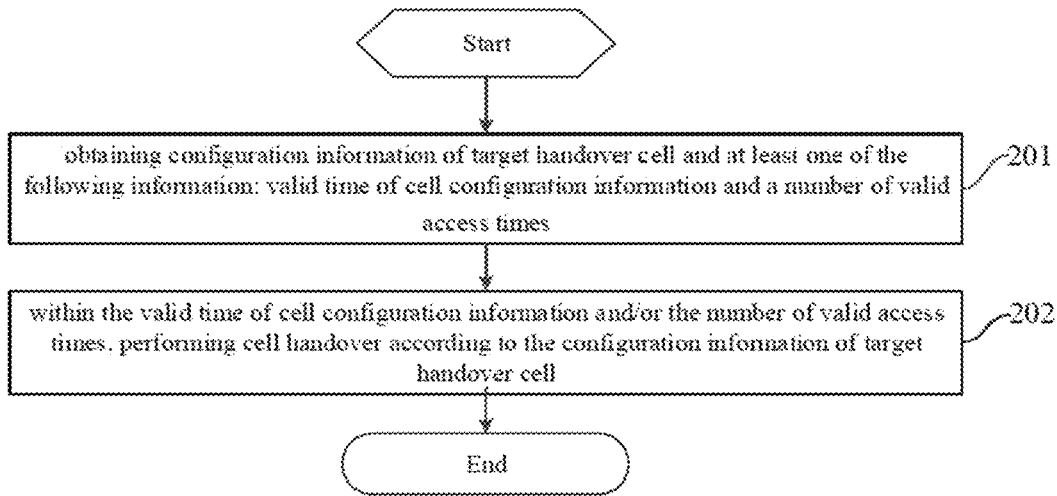 Start
obtaining configuration information of target handover cell and at least one of the
following information: valid time of cell configuration information and a number of valid
access times
201
within the valid time of cell configuration information and/or the number of valid access
times, performing cell handover according to the configuration information of target
handover cell
202
End